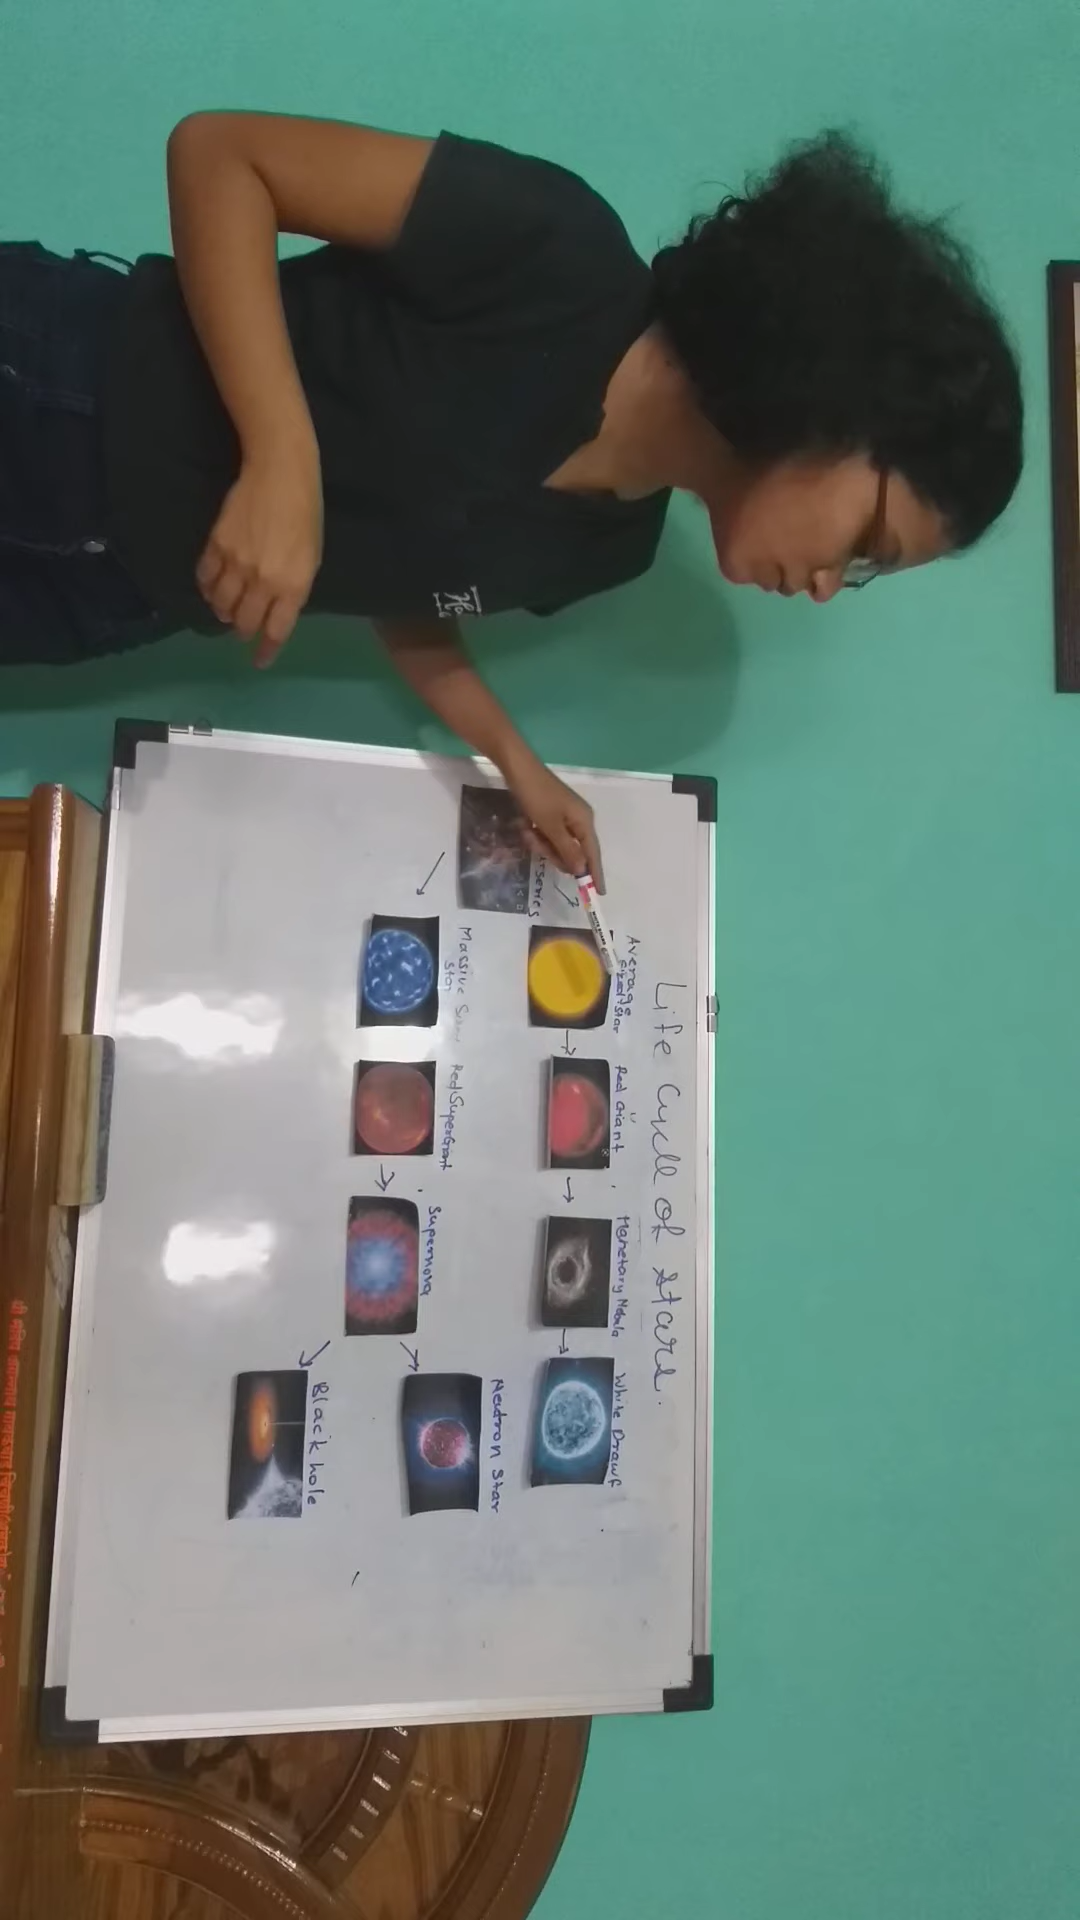 Life Cycle of Stars.
Average
sized star
Red Giant
Planetary Nebula
White Drawf
Massive
Star
Red SuperGiant
Supernova
Neutron Star
Black hole